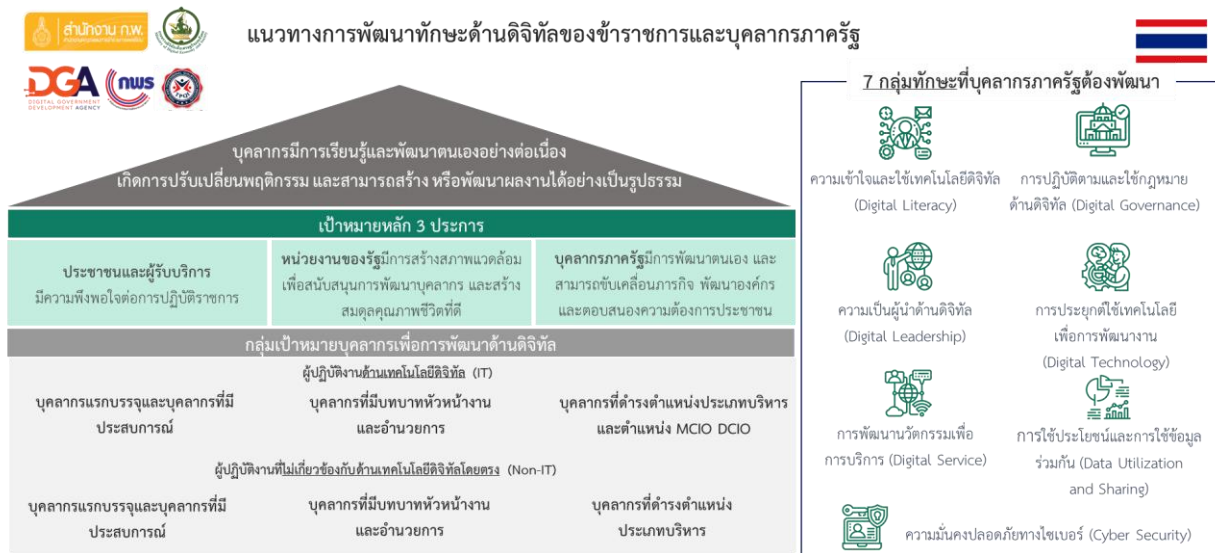 สำนักงาน ก.พ.
แนวทางการพัฒนาทักษะด้านดิจิทัลของข้าราชการและบุคลากรภาครัฐ
DGA
DIGITAL GOVERNMENT
DEVELOPMENT AGENCY
กพร
บุคลากรมีการเรียนรู้และพัฒนาตนเองอย่างต่อเนื่อง
เกิดการปรับเปลี่ยนพฤติกรรม และสามารถสร้าง หรือพัฒนาผลงานได้อย่างเป็นรูปธรรม
เป้าหมายหลัก 3 ประการ
ประชาชนและผู้รับบริการ
มีความพึงพอใจต่อการปฏิบัติราชการ
หน่วยงานของรัฐมีการสร้างสภาพแวดล้อม
เพื่อสนับสนุนการพัฒนาบุคลากร และสร้าง
สมดุลคุณภาพชีวิตที่ดี
บุคลากรภาครัฐมีการพัฒนาตนเอง และ
สามารถขับเคลื่อนภารกิจ พัฒนาองค์กร
และตอบสนองความต้องการประชาชน
กลุ่มเป้าหมายบุคลากรเพื่อการพัฒนาด้านดิจิทัล
ผู้ปฏิบัติงานด้านเทคโนโลยีดิจิทัล (IT)
บุคลากรแรกบรรจุและบุคลากรที่มี
ประสบการณ์
บุคลากรที่มีบทบาทหัวหน้างาน
และอำนวยการ
บุคลากรที่ดำรงตำแหน่งประเภทบริหาร
และตำแหน่ง MCIO DCIO
ผู้ปฏิบัติงานที่ไม่เกี่ยวข้องกับด้านเทคโนโลยีดิจิทัลโดยตรง (Non-IT)
บุคลากรแรกบรรจุและบุคลากรที่มี
ประสบการณ์
บุคลากรที่มีบทบาทหัวหน้างาน
และอำนวยการ
บุคลากรที่ดำรงตำแหน่ง
ประเภทบริหาร
7 กลุ่มทักษะที่บุคลากรภาครัฐต้องพัฒนา
ความเข้าใจและใช้เทคโนโลยีดิจิทัล
(Digital Literacy)
การปฏิบัติตามและใช้กฎหมาย
ด้านดิจิทัล (Digital Governance)
ความเป็นผู้นำด้านดิจิทัล
(Digital Leadership)
การประยุกต์ใช้เทคโนโลยี
เพื่อการพัฒนางาน
(Digital Technology)
การพัฒนานวัตกรรมเพื่อ
การบริการ (Digital Service)
การใช้ประโยชน์และการใช้ข้อมูล
ร่วมกัน (Data Utilization
and Sharing)
ความมั่นคงปลอดภัยทางไซเบอร์ (Cyber Security)